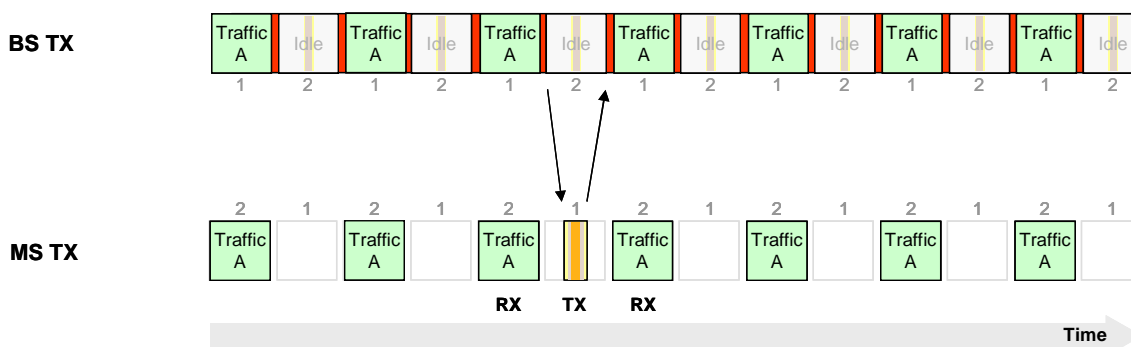 BS TX
Traffic A Idle Traffic A Idle Traffic A Idle Traffic A Idle Traffic A Idle Traffic A Idle Traffic A Idle
1 2 1 2 1 2 1 2 1 2 1 2 1 2
2 1 2 1 2 1 2 1 2 1 2 1 2 1
MS TX
Traffic A Traffic A Traffic A Traffic A Traffic A Traffic A Traffic A
RX TX RX
Time